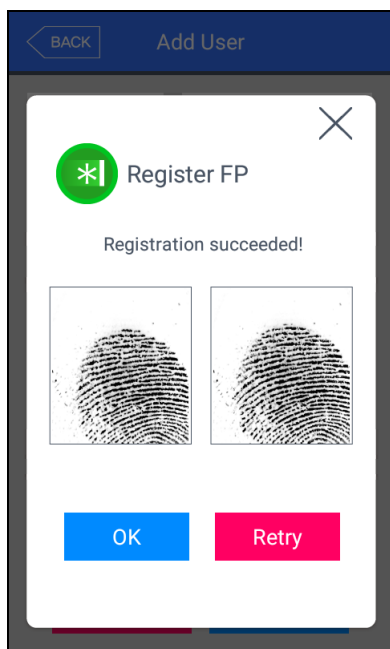 BACK
Add User
Register FP
Registration succeeded!
OK
Retry